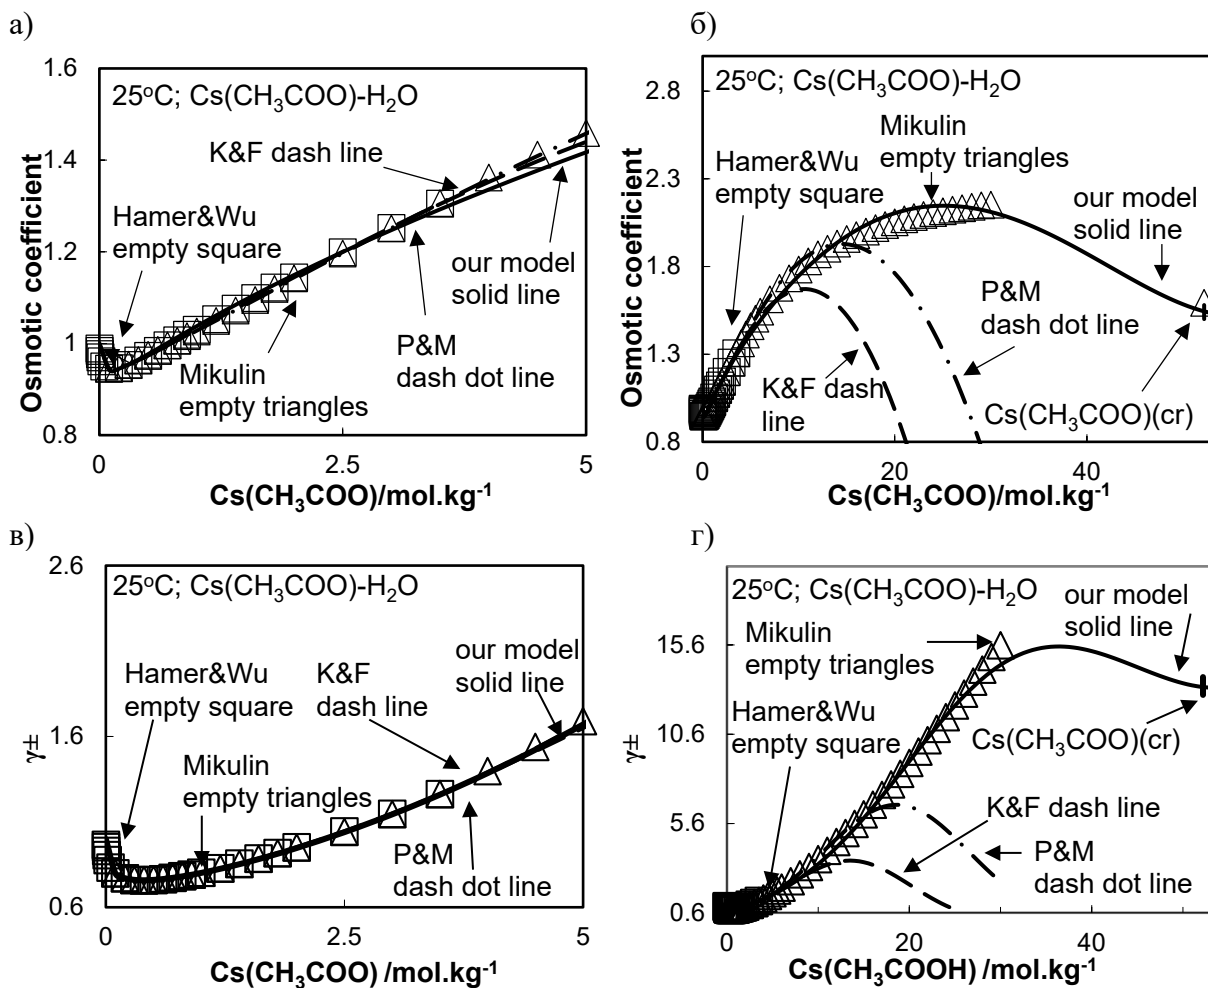 а)
1.6
1.4
1.2
1
0.8
Osmotic coefficient
25°C; Cs(CH₃COO)-H₂O
K&F dash line
Hamer&Wu
empty square
our model
solid line
Mikulin
empty triangles
P&M
dash dot line
0
2.5
5
Cs(CH₃COO)/mol.kg⁻¹
б)
2.8
2.3
1.8
1.3
0.8
Osmotic coefficient
25°C; Cs(CH₃COO)-H₂O
Mikulin
empty triangles
Hamer&Wu
empty square
our model
solid line
P&M
dash dot line
K&F dash
line
Cs(CH₃COO)(cr)
0
20
40
Cs(CH₃COO)/mol.kg⁻¹
в)
2.6
1.6
0.6
γ±
25°C; Cs(CH₃COO)-H₂O
Hamer&Wu
empty square
K&F
dash line
our model
solid line
Mikulin
empty triangles
P&M
dash dot line
0
2.5
5
Cs(CH₃COO) /mol.kg⁻¹
г)
15.6
10.6
5.6
0.6
γ±
25°C; Cs(CH₃COO)-H₂O
our model
solid line
Mikulin
empty triangles
Hamer&Wu
empty square
Cs(CH₃COO)(cr)
K&F dash line
P&M
dash dot line
0
20
40
Cs(CH₃COOH) /mol.kg⁻¹